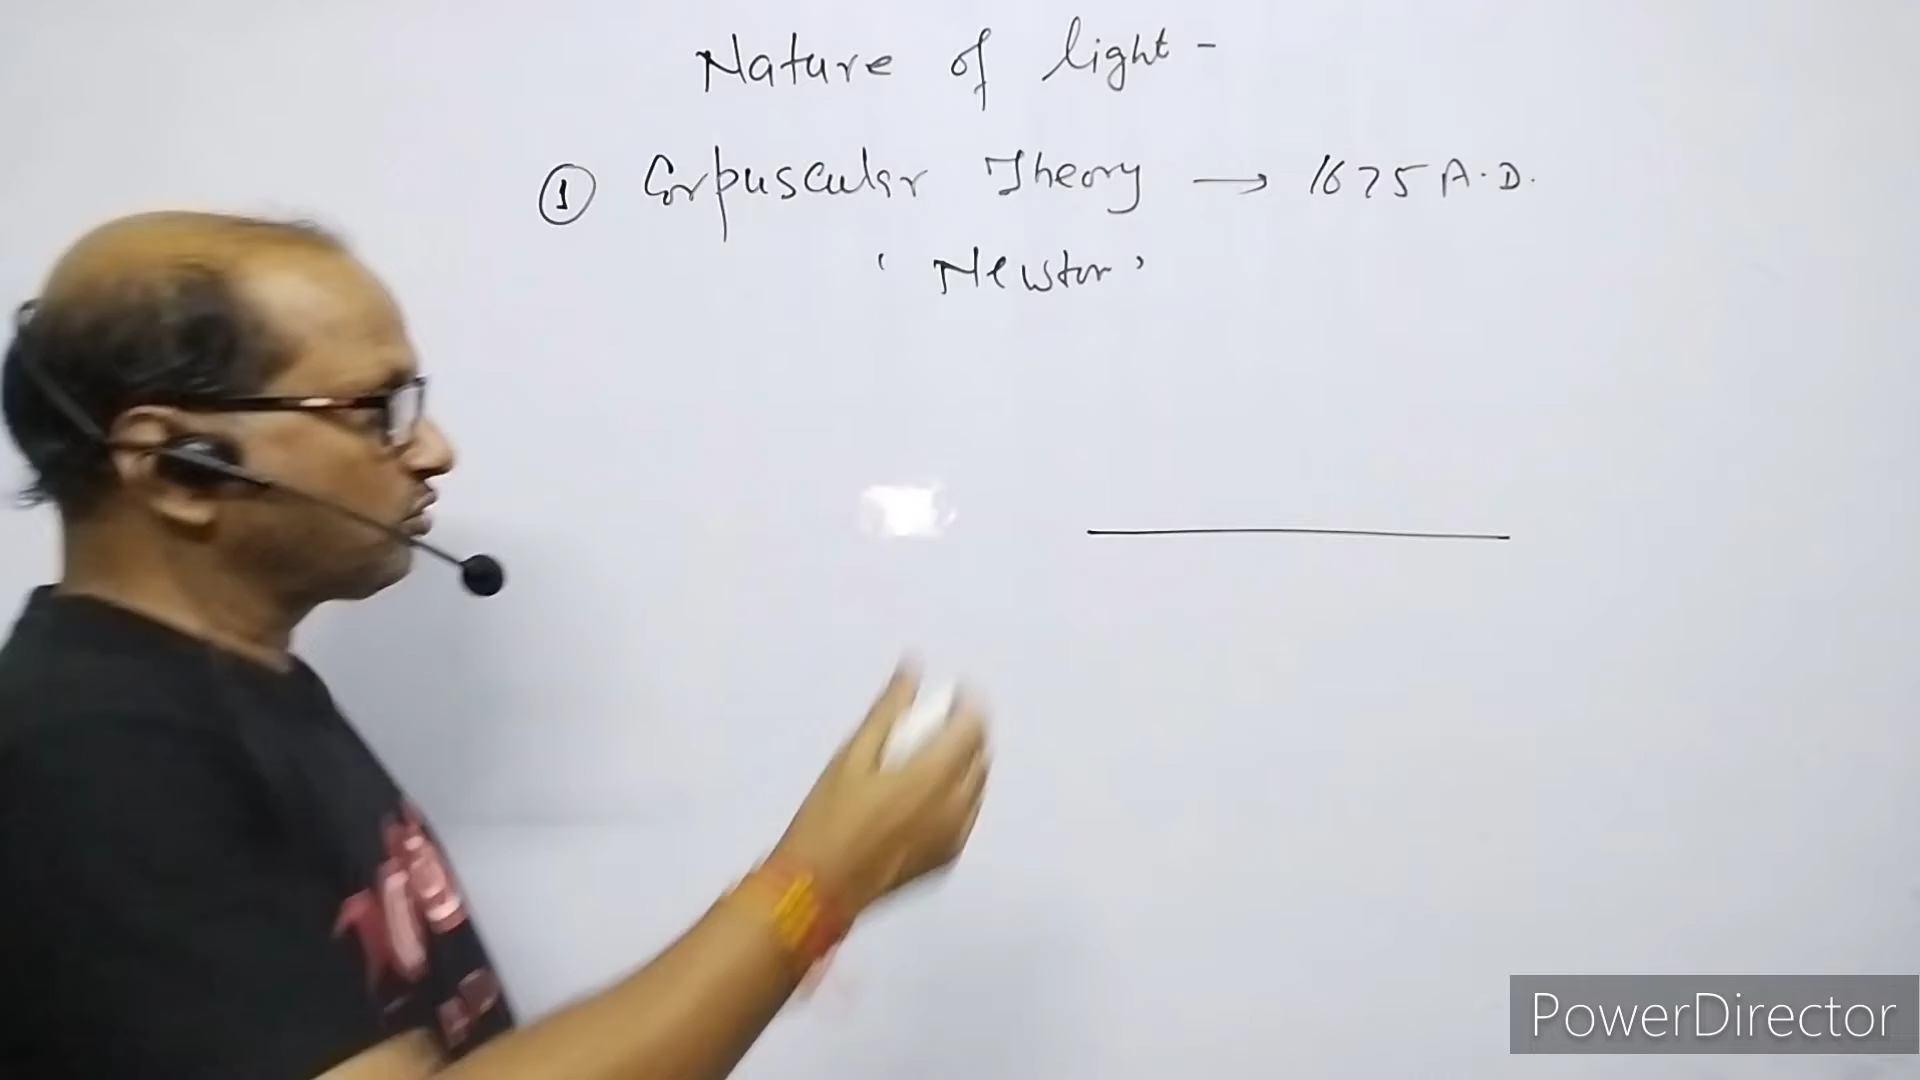 Nature of light -
① Corpuscular Theory → 1675 A.D.
' Newton '
PowerDirector